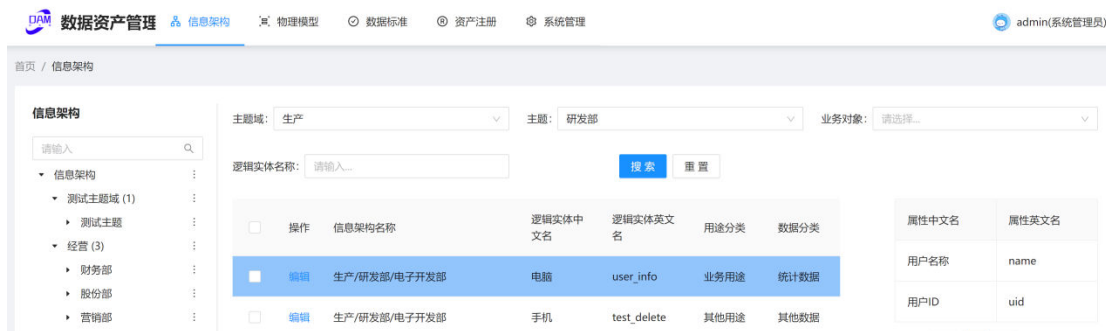 DAM 数据资产管理 信息架构 物理模型 数据标准 资产注册 系统管理 admin(系统管理员)
首页 / 信息架构
信息架构
主题域: 生产 主题: 研发部 业务对象: 请选择...
请输入
逻辑实体名称: 请输入... 搜索 重置
信息架构
测试主题域 (1)
测试主题
经营 (3)
财务部
股份部
营销部
操作 信息架构名称 逻辑实体中文名 逻辑实体英文名 用途分类 数据分类
编辑 生产/研发部/电子开发部 电脑 user_info 业务用途 统计数据
编辑 生产/研发部/电子开发部 手机 test_delete 其他用途 其他数据
属性中文名 属性英文名
用户名称 name
用户ID uid